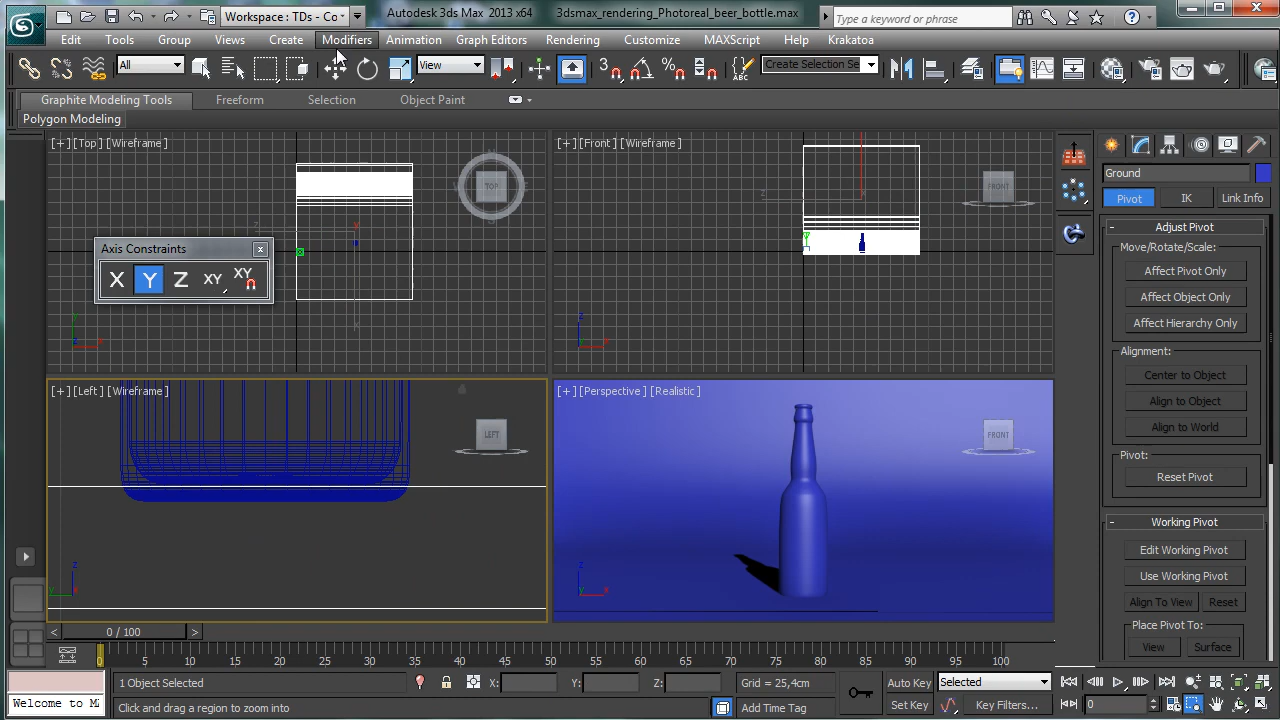 Workspace : TDs - Co
Autodesk 3ds Max 2013 x64
3dsmax_rendering_Photoreal_beer_bottle.max
Type a keyword or phrase
Edit Tools Group Views Create Modifiers Animation Graph Editors Rendering Customize MAXScript Help Krakatoa
All View 3 % ABC Create Selection Se
Graphite Modeling Tools Freeform Selection Object Paint
Polygon Modeling
[+][Top][Wireframe]
TOP
[+][Front][Wireframe]
FRONT
Axis Constraints
X Y Z XY XY
[+][Left][Wireframe]
LEFT
[+][Perspective][Realistic]
FRONT
Ground
Pivot IK Link Info
- Adjust Pivot
Move/Rotate/Scale:
Affect Pivot Only
Affect Object Only
Affect Hierarchy Only
Alignment:
Center to Object
Align to Object
Align to World
Pivot:
Reset Pivot
- Working Pivot
Edit Working Pivot
Use Working Pivot
Align To View Reset
Place Pivot To:
View Surface
< 0 / 100 >
0 5 10 15 20 25 30 35 40 45 50 55 60 65 70 75 80 85 90 95 100
1 Object Selected X: Y: Z: Grid = 25,4cm Auto Key Selected
Welcome to MA Click and drag a region to zoom into Add Time Tag Set Key Key Filters... 0